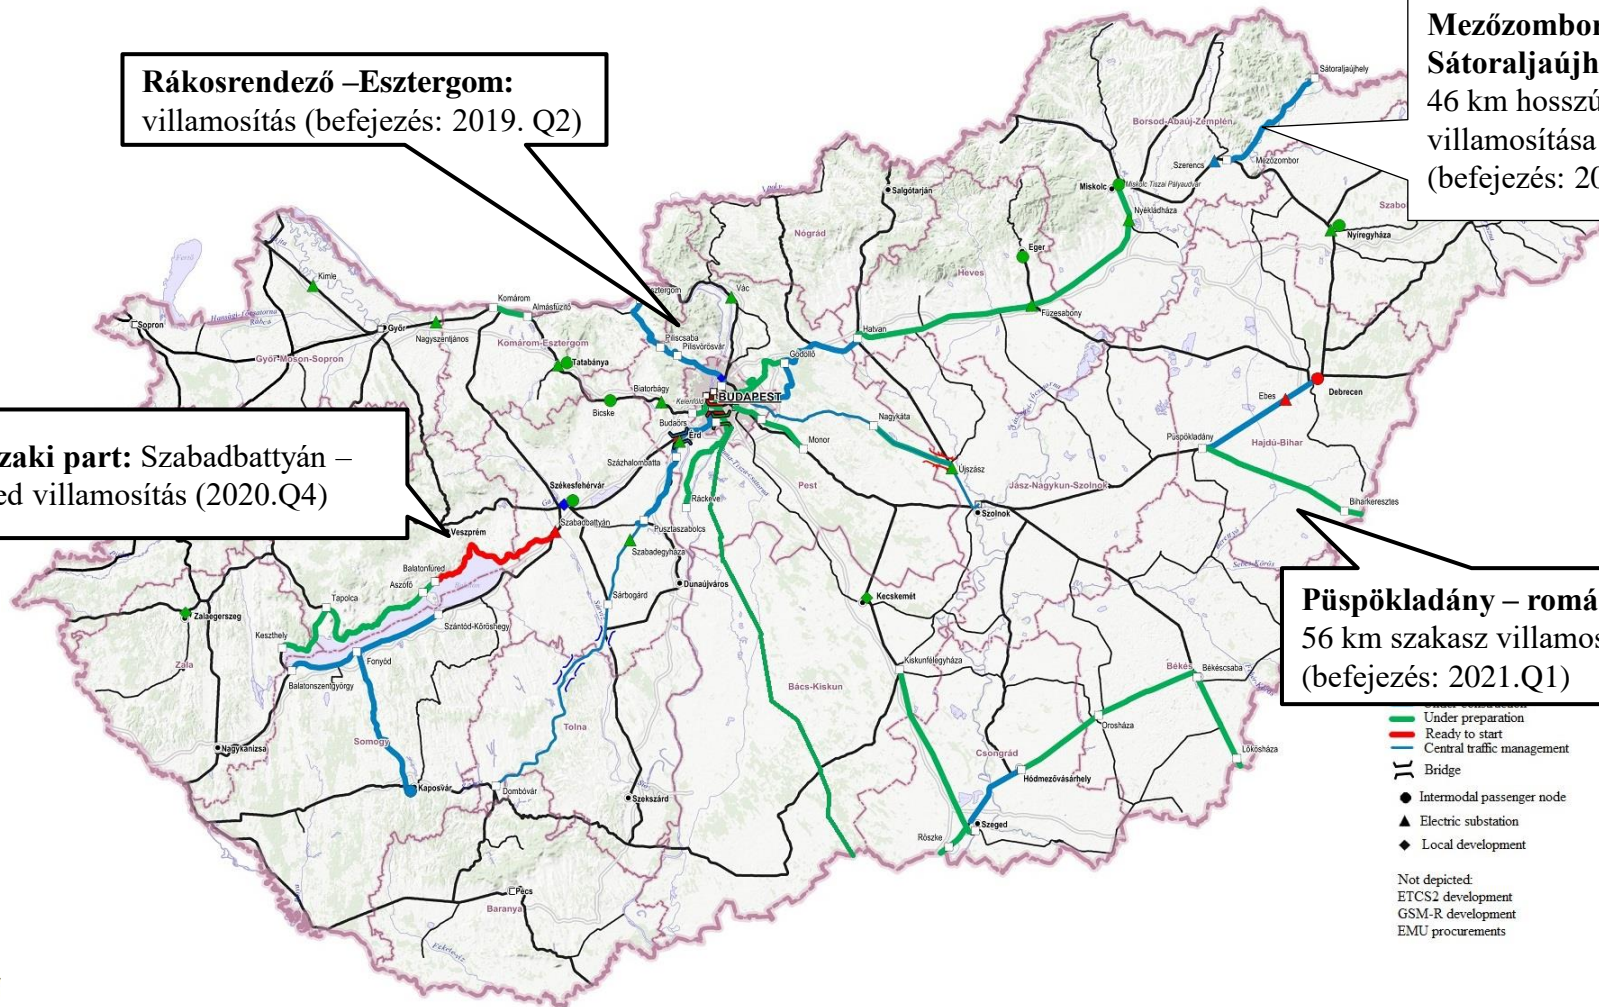 Rákosrendező –Esztergom:
villamosítás (befejezés: 2019. Q2)
Mezőzombor
Sátoraljaújh
46 km hosszú
villamosítása
(befejezés: 20
zaki part: Szabadbattyán –
ed villamosítás (2020.Q4)
Püspökladány – romá
56 km szakasz villamos
(befejezés: 2021.Q1)
Sátoraljaújhely
Borsod-Abaúj-Zemplén
Szerencs
Mezőzombor
Miskolc
Miskolc Tiszai Pályaudvar
Nyékládháza
Szabo
Nyíregyháza
Salgótarján
Nógrád
Eger
Heves
Füzesabony
Hatvan
Vác
sztergom
Piliscsaba
Pilisvörösvár
Gödöllő
Komárom
Almásfüzitő
Kimle
Sopron
Győr
Nagyszentjános
Győr-Moson-Sopron
Komárom-Esztergom
Tatabánya
Bicske
Biatorbágy
Kelenföld
BUDAPEST
Budaörs
Érd
Százhalombatta
Nagykáta
Monor
Pest
Újszász
Szolnok
Jász-Nagykun-Szolnok
Debrecen
Ebes
Hajdú-Bihar
Püspökladány
Biharkeresztes
Székesfehérvár
Szabadbattyán
Ráckeve
Pusztaszabolcs
Szabadegyháza
Veszprém
Balatonfüred
Aszófő
Tapolca
Dunaújváros
Sárbogárd
Zalaegerszeg
Keszthely
Szántód-Kőröshegy
Zala
Fonyód
Balatonszentgyörgy
Kecskemét
Kiskunfélegyháza
Bács-Kiskun
Békés
Békéscsaba
Orosháza
Lőkösháza
Tolna
Somogy
Nagykanizsa
Kaposvár
Dombóvár
Szekszárd
Csongrád
Hódmezővásárhely
Szeged
Röszke
Pécs
Baranya
Under preparation
Ready to start
Central traffic management
Bridge
Intermodal passenger node
Electric substation
Local development
Not depicted:
ETCS2 development
GSM-R development
EMU procurements